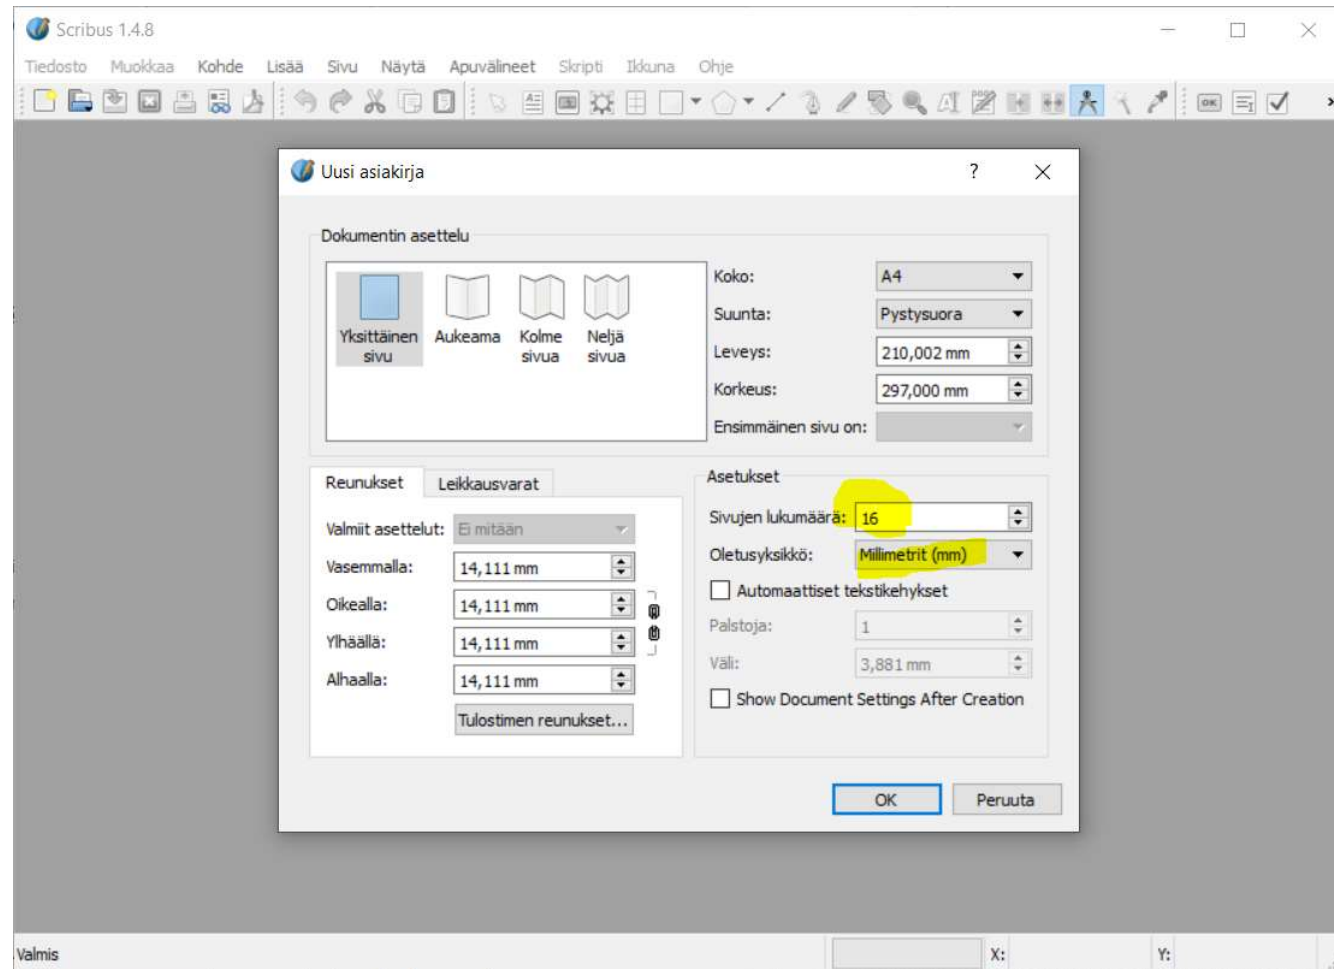 Scribus 1.4.8
Tiedosto Muokkaa Kohde Lisää Sivu Näytä Apuvälineet Skripti Ikkuna Ohje
Uusi asiakirja
Dokumentin asettelu
Yksittäinen sivu
Aukeama
Kolme sivua
Neljä sivua
Koko: A4
Suunta: Pystysuora
Leveys: 210,002 mm
Korkeus: 297,000 mm
Ensimmäinen sivu on:
Reunukset Leikkausvarat
Valmiit asettelut: Ei mitään
Vasemmalla: 14,111 mm
Oikealla: 14,111 mm
Ylhäällä: 14,111 mm
Alhaalla: 14,111 mm
Tulostimen reunukset...
Asetukset
Sivujen lukumäärä: 16
Oletusyksikkö: Millimetrit (mm)
Automaattiset tekstikehykset
Palstoja: 1
Väli: 3,881 mm
Show Document Settings After Creation
OK Peruuta
Valmis X: Y: